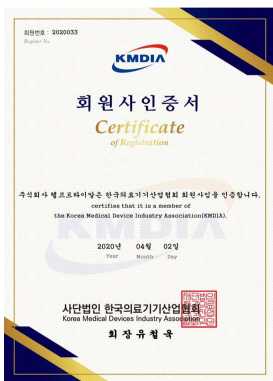 회원번호 : 2020033
Register No.
KMDIA
회원사인증서
Certificate
of Registration
주식회사 헬프트라이알은 한국의료기기산업협회 회원사임을 인증합니다.
certifies that it is a member of
the Korea Medical Device Industry Association(KMDIA).
2020년 04월 02일
Year Month Day
사단법인 한국의료기기산업협회
Korea Medical Devices Industry Association
회장유철욱